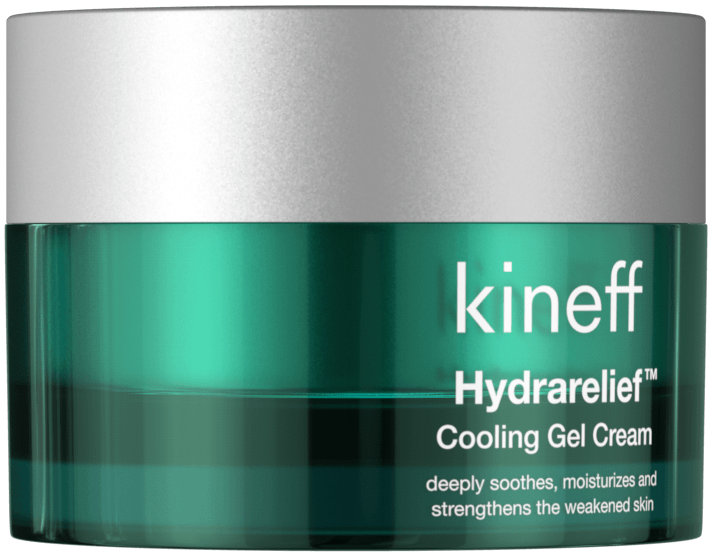 kineff
Hydrarelief™
Cooling Gel Cream
deeply soothes, moisturizes and
strengthens the weakened skin